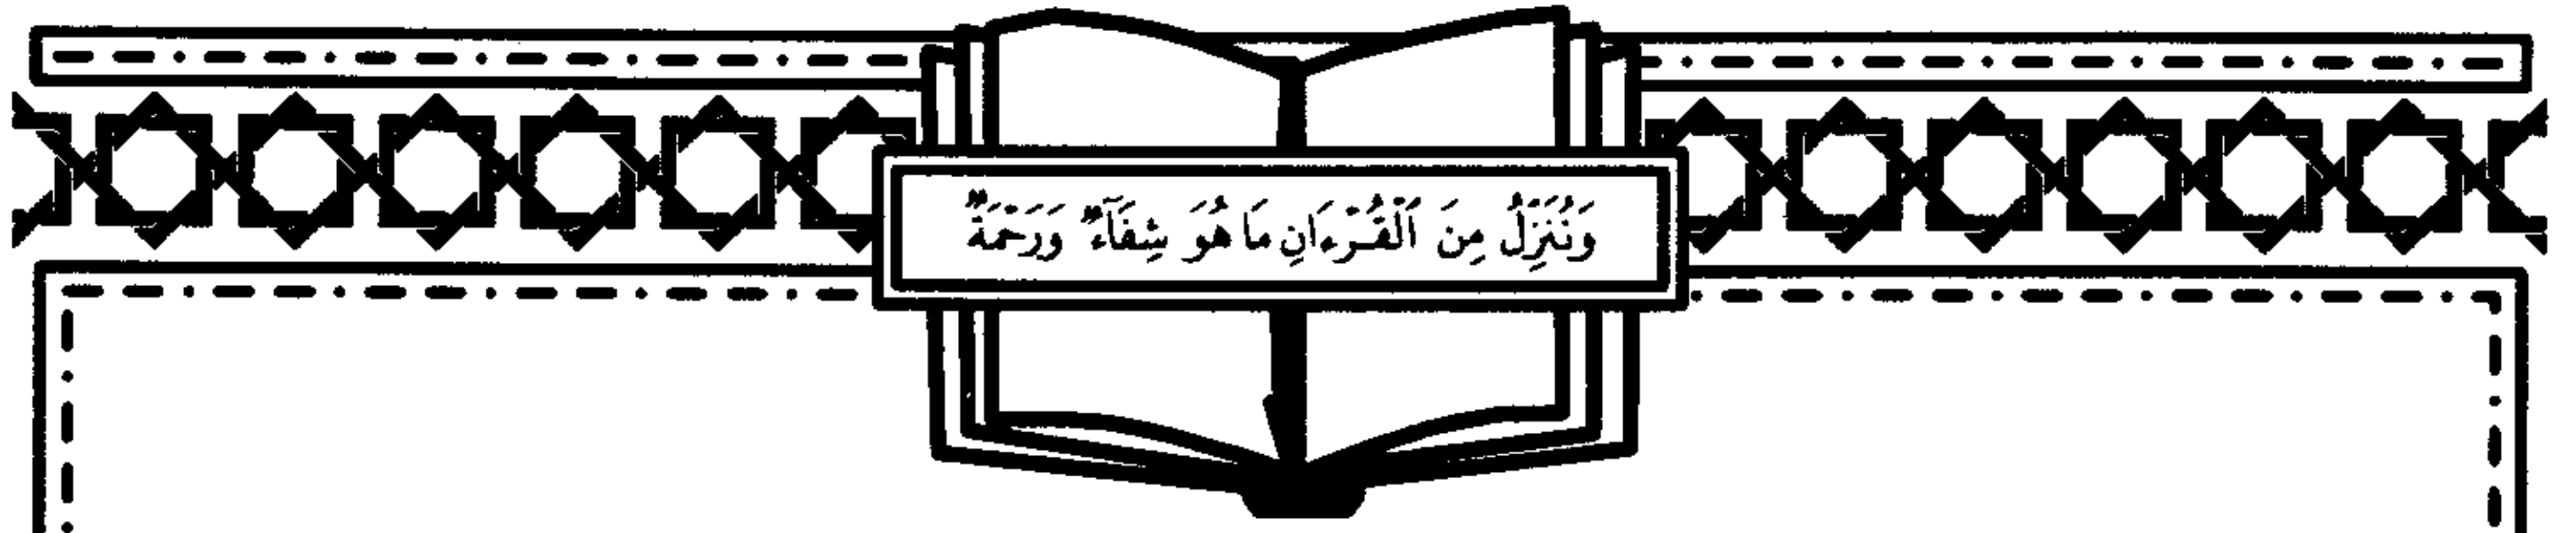 وَنُنَزِّلُ مِنَ ٱلْقُرْءَانِ مَا هُوَ شِفَآءٌ وَرَحْمَةٌ